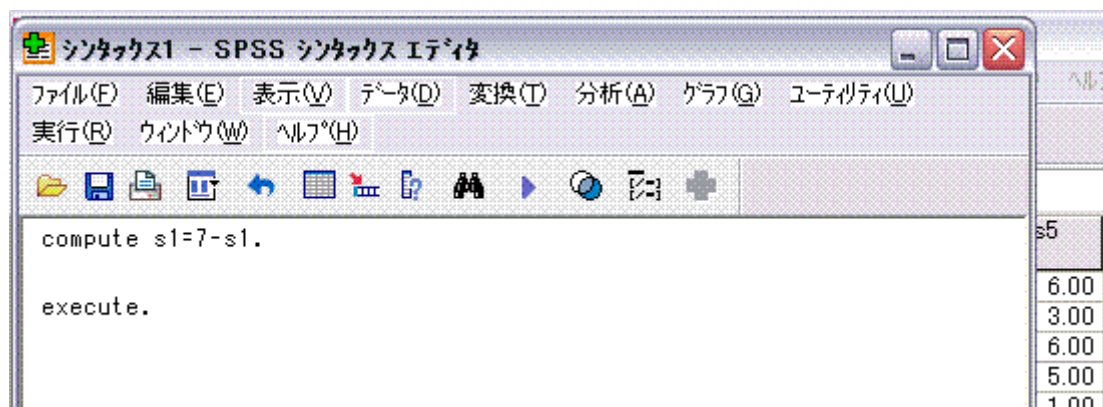 シンタックス1 - SPSS シンタックス エディタ
ファイル(F) 編集(E) 表示(V) データ(D) 変換(T) 分析(A) グラフ(G) ユーティリティ(U)
実行(R) ウィンドウ(W) ヘルプ(H)
compute s1=7-s1.
execute.
s5
6.00
3.00
6.00
5.00
1.00